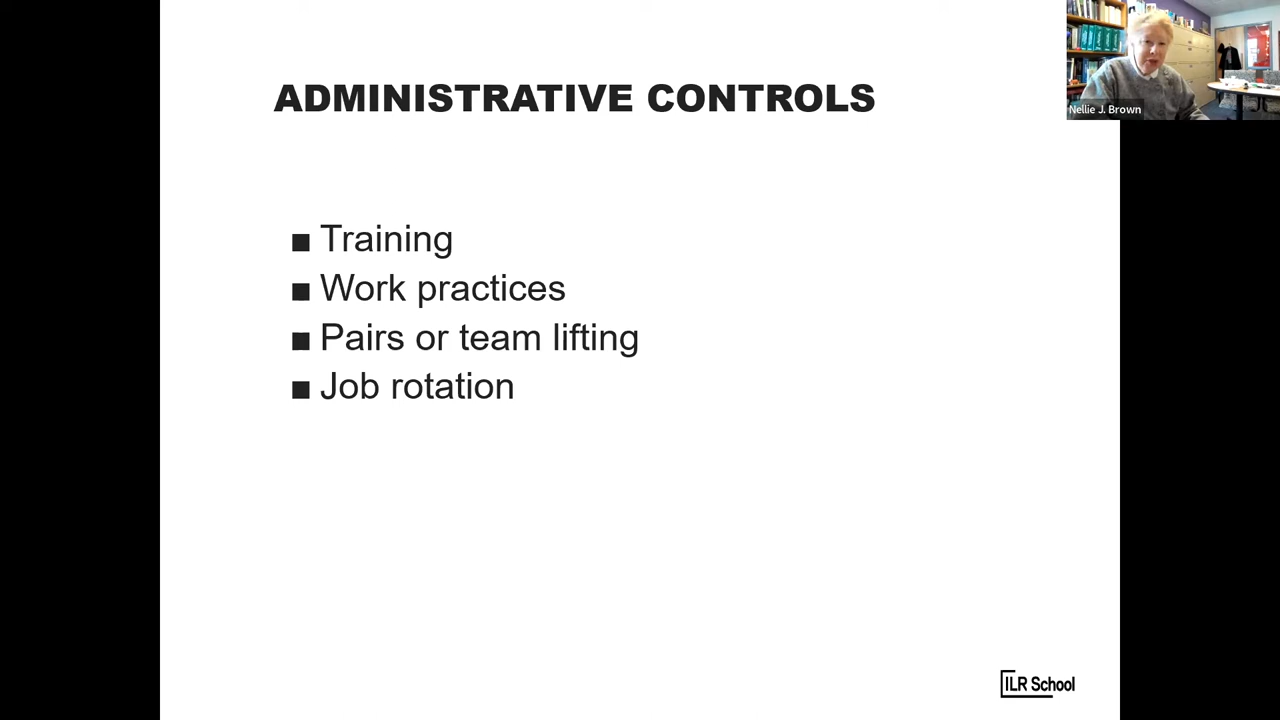 ADMINISTRATIVE CONTROLS
Nellie J. Brown
■ Training
■ Work practices
■ Pairs or team lifting
■ Job rotation
ILR School